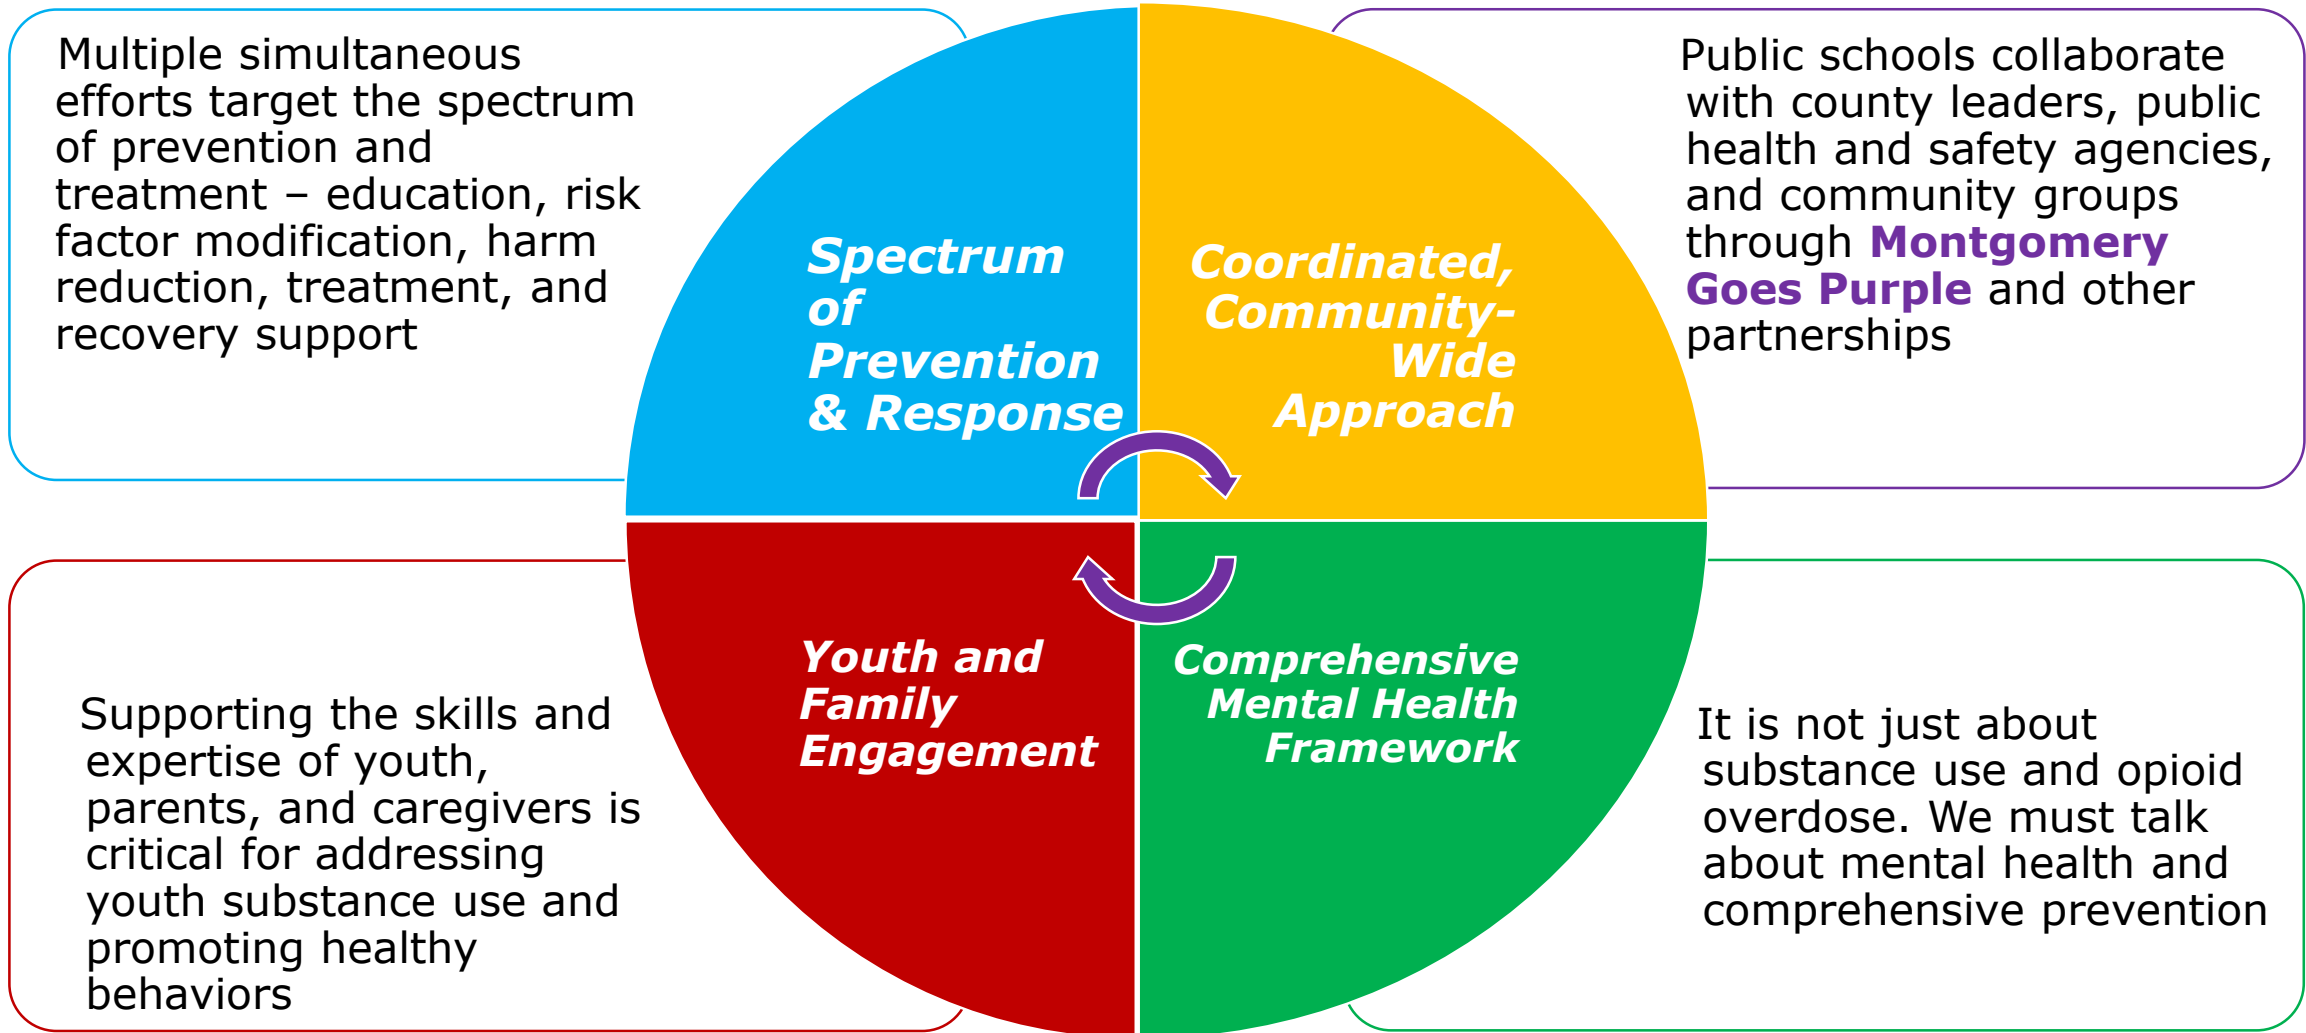 Multiple simultaneous
efforts target the spectrum
of prevention and
treatment – education, risk
factor modification, harm
reduction, treatment, and
recovery support
Spectrum
of
Prevention
& Response
Coordinated,
Community-
Wide
Approach
Public schools collaborate
with county leaders, public
health and safety agencies,
and community groups
through Montgomery
Goes Purple and other
partnerships
Supporting the skills and
expertise of youth,
parents, and caregivers is
critical for addressing
youth substance use and
promoting healthy
behaviors
Youth and
Family
Engagement
Comprehensive
Mental Health
Framework
It is not just about
substance use and opioid
overdose. We must talk
about mental health and
comprehensive prevention